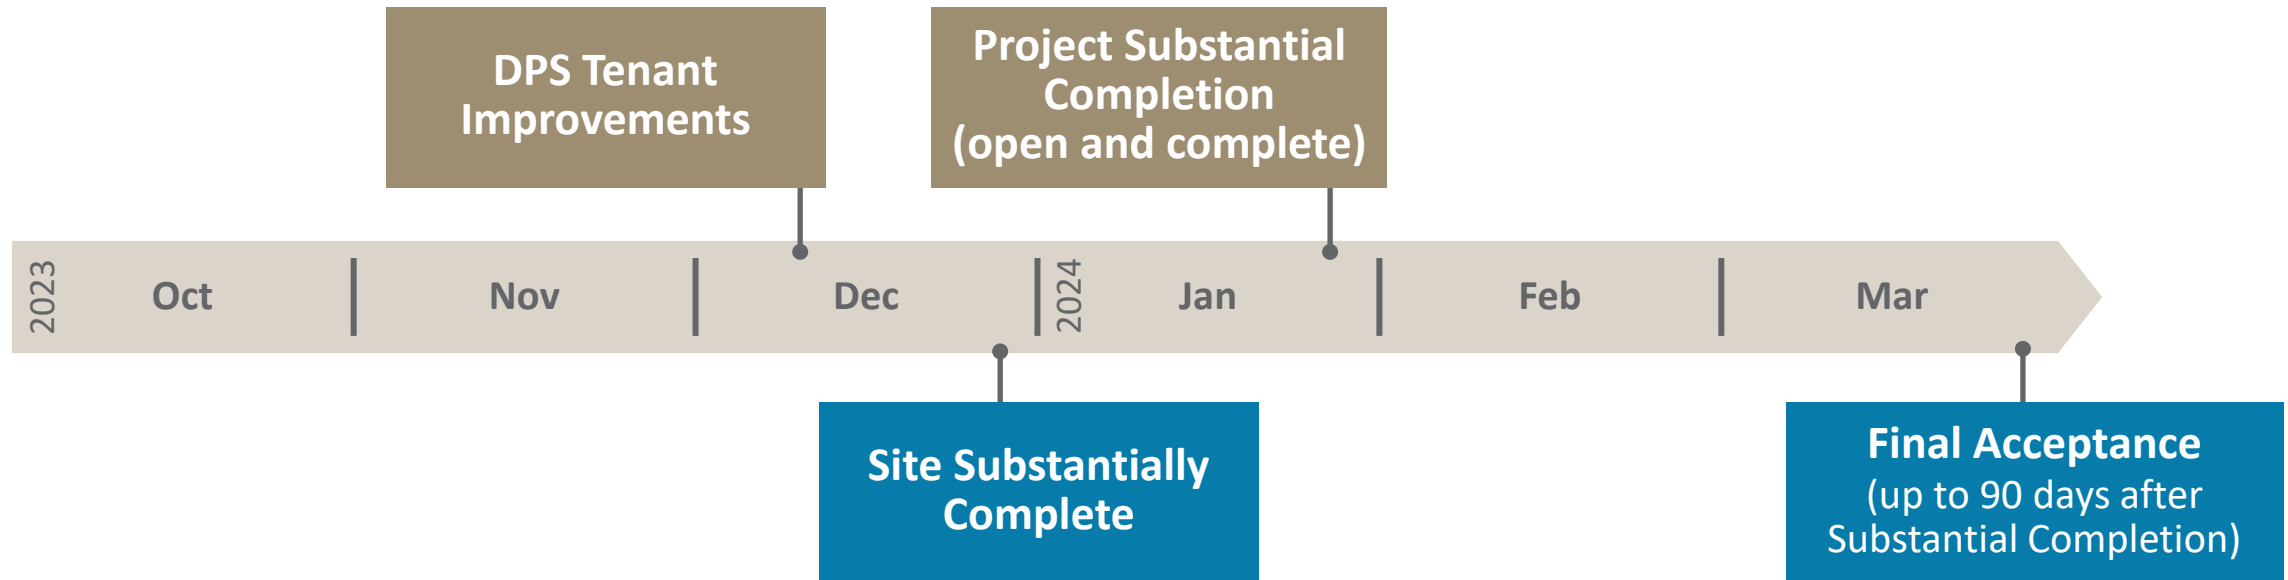 DPS Tenant
Improvements
Project Substantial
Completion
(open and complete)
2023
Oct
Nov
Dec
2024
Jan
Feb
Mar
Site Substantially
Complete
Final Acceptance
(up to 90 days after
Substantial Completion)